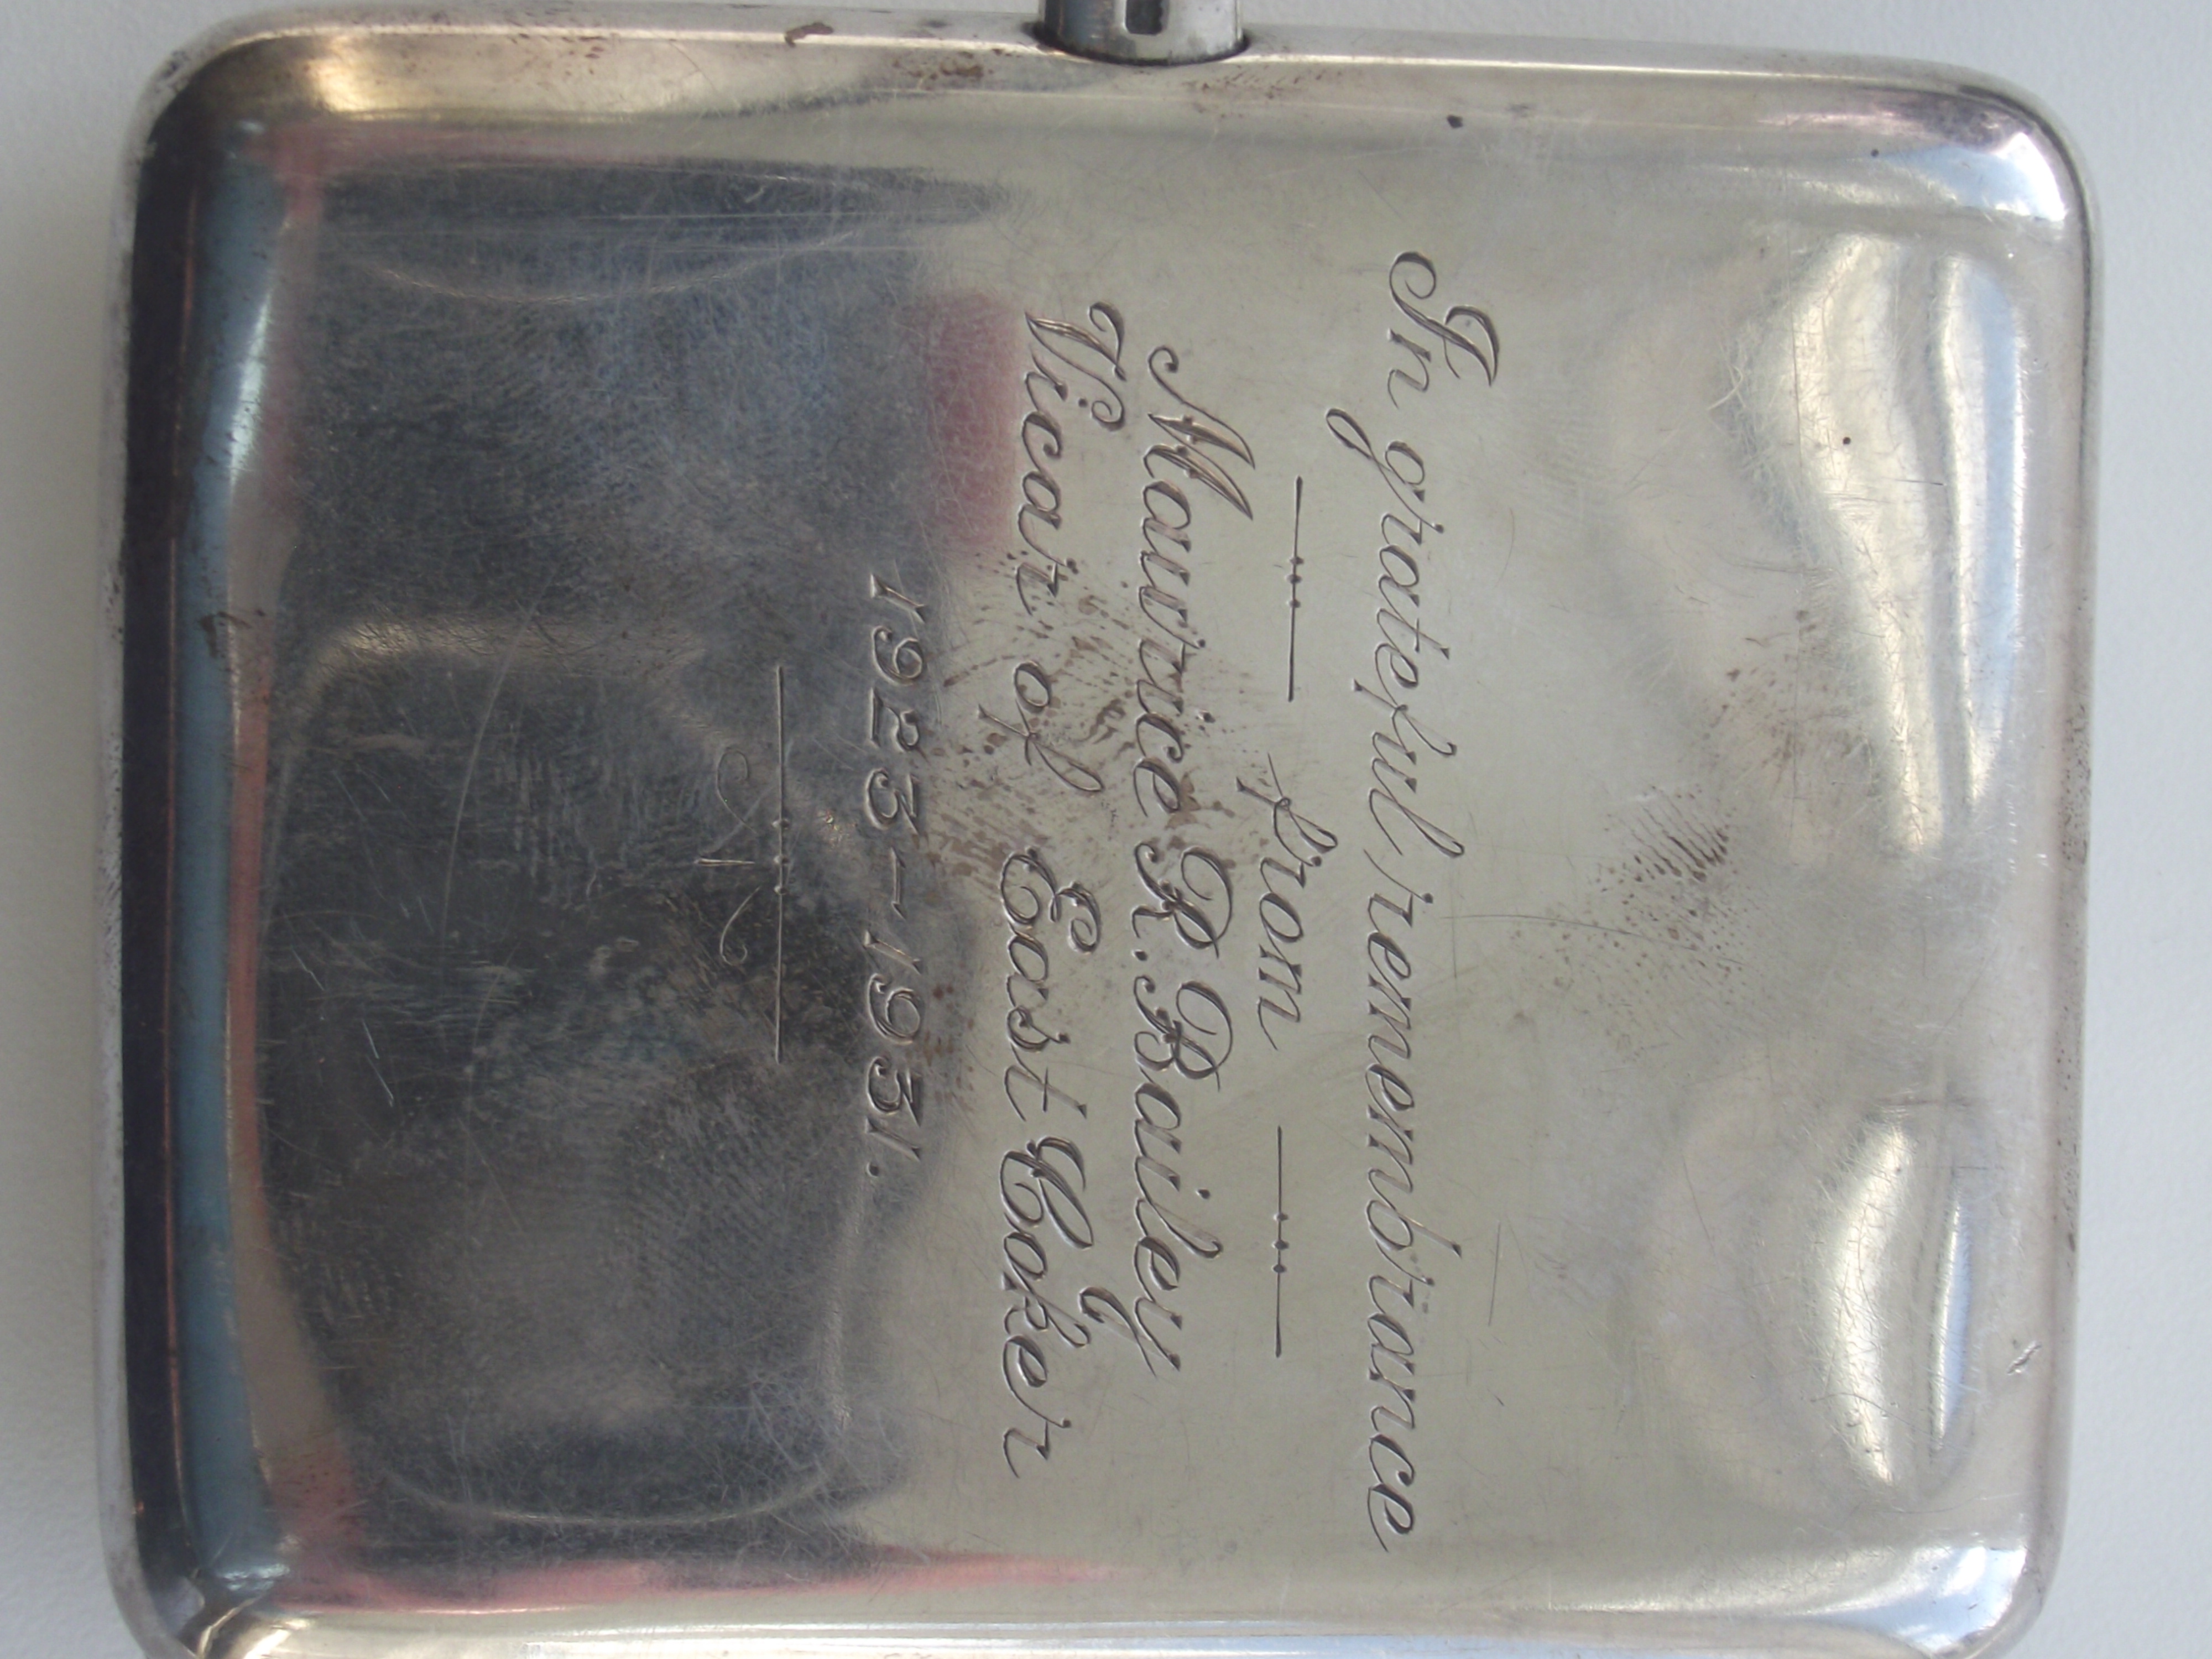 In grateful remembrance
from
Maurice R. Bailey
Vicar of East Coker
1923-1931.